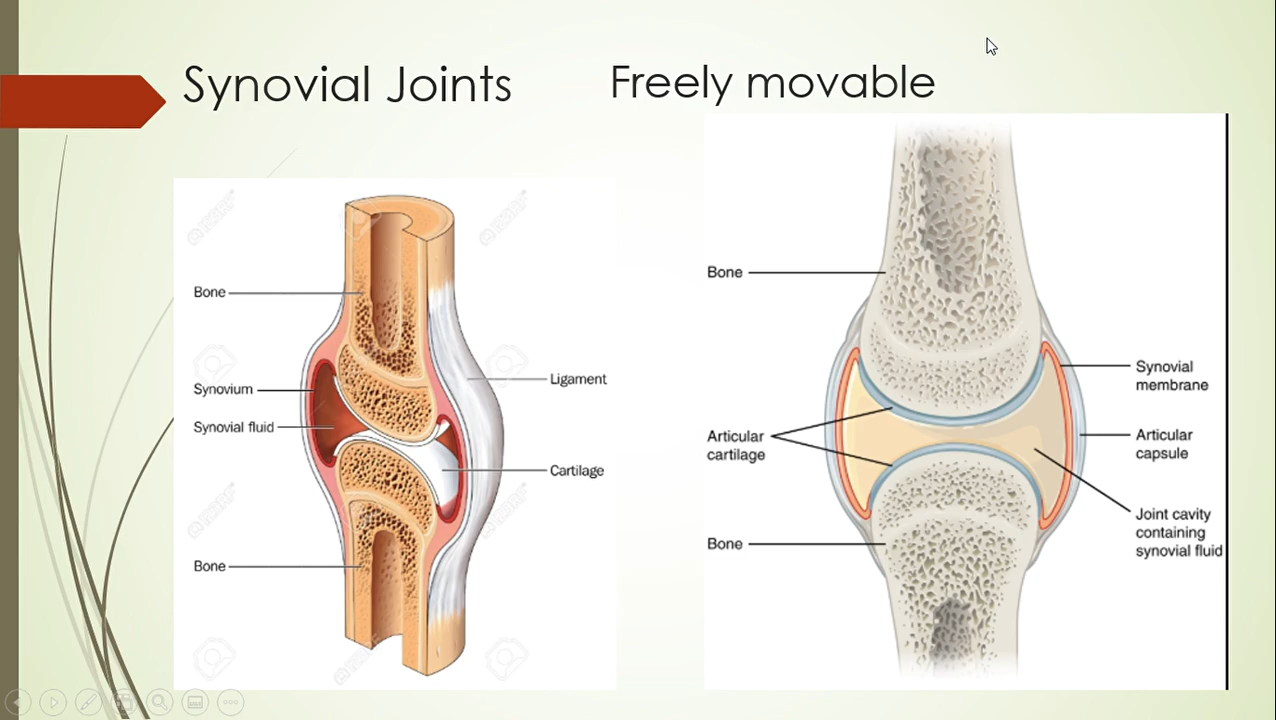 Synovial Joints
Freely movable
Bone
Synovium
Synovial fluid
Bone
Ligament
Cartilage
Bone
Articular
cartilage
Bone
Synovial
membrane
Articular
capsule
Joint cavity
containing
synovial fluid